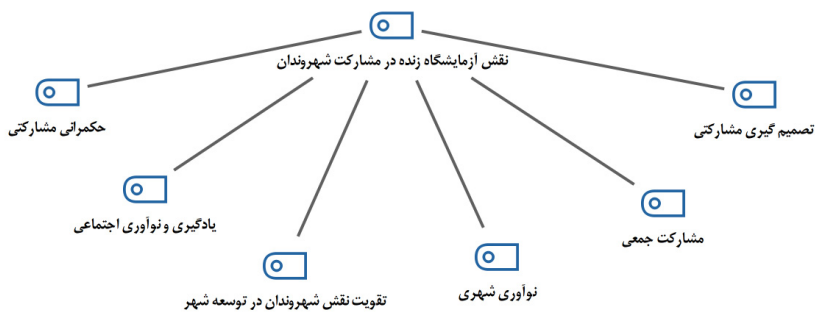 نقش آزمایشگاه زنده در مشارکت شهروندان
تصمیم گیری مشارکتی
حکمرانی مشارکتی
مشارکت جمعی
یادگیری و نوآوری اجتماعی
نوآوری شهری
تقویت نقش شهروندان در توسعه شهر